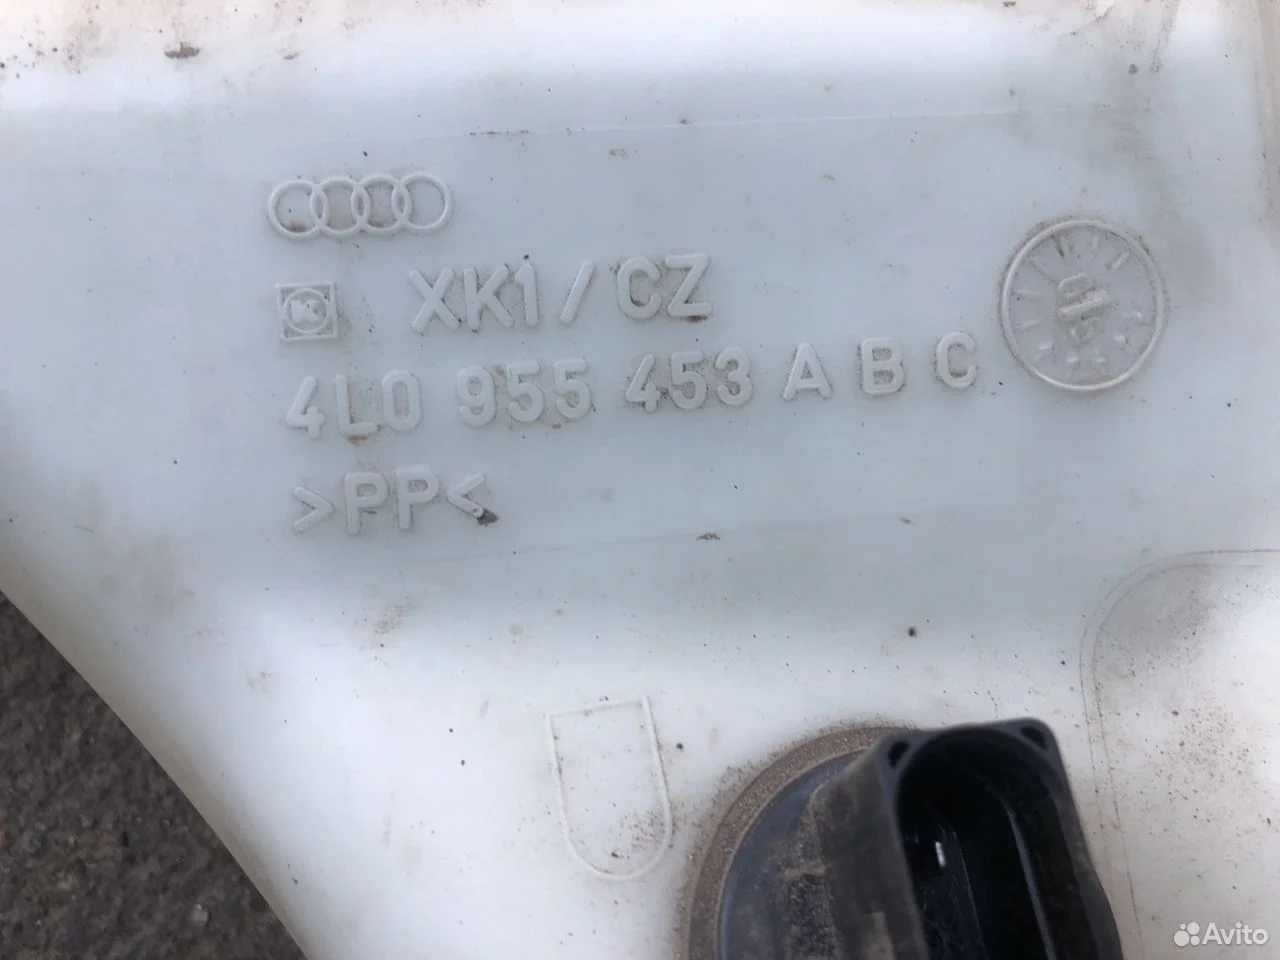 XK1/CZ
4L0 955 453 A B C
>PP<
Avito